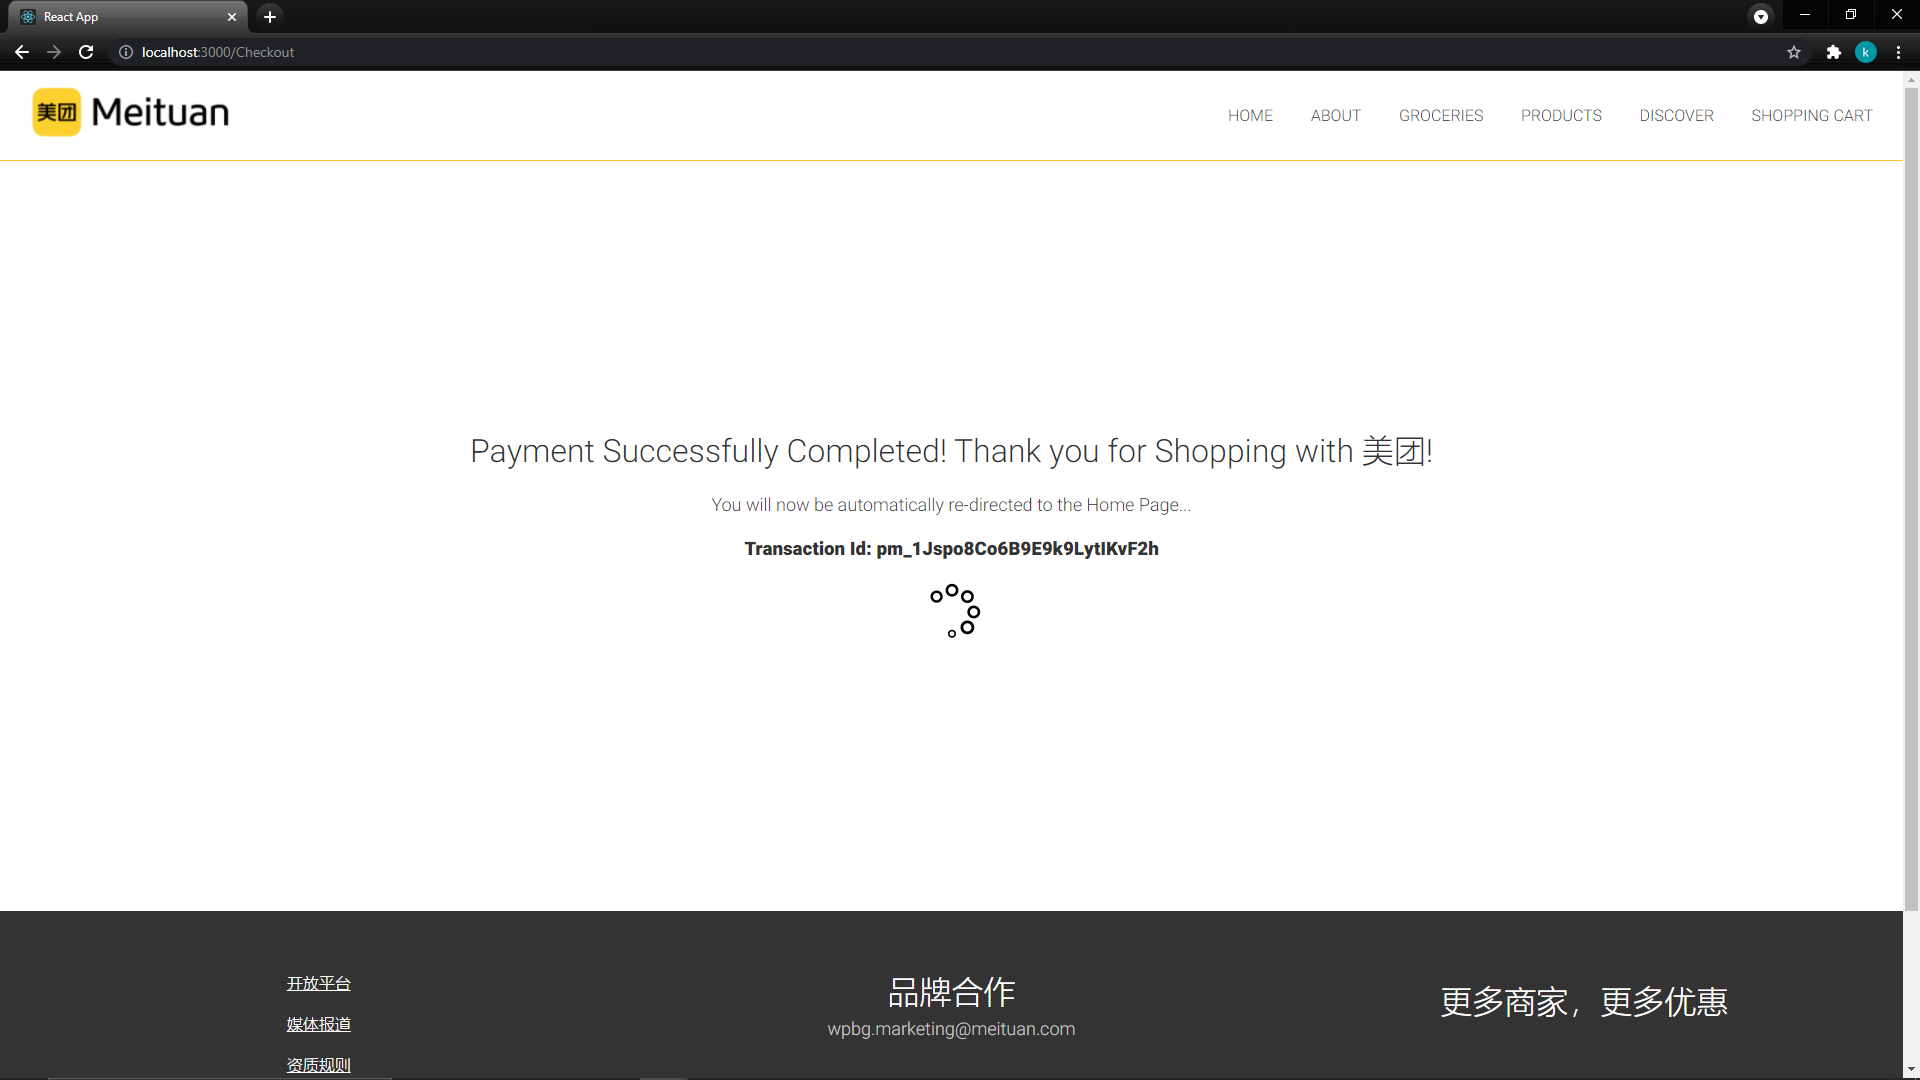 React App
localhost:3000/Checkout
k
美团 Meituan
HOME ABOUT GROCERIES PRODUCTS DISCOVER SHOPPING CART
Payment Successfully Completed! Thank you for Shopping with 美团!
You will now be automatically re-directed to the Home Page...
Transaction Id: pm_1Jspo8Co6B9E9k9LytIKvF2h
开放平台
媒体报道
资质规则
品牌合作
wpbg.marketing@meituan.com
更多商家，更多优惠